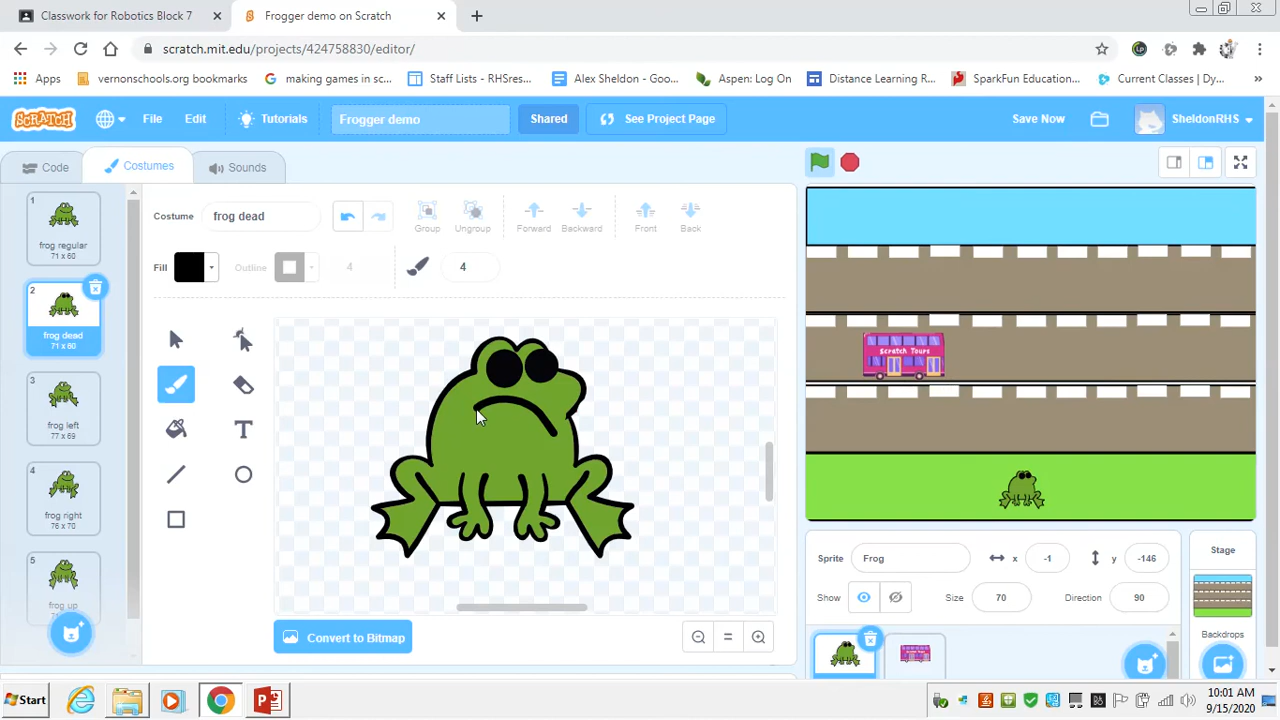 Classwork for Robotics Block 7
Frogger demo on Scratch
scratch.mit.edu/projects/424758830/editor/
Apps
vernonschools.org bookmarks
making games in sc...
Staff Lists - RHSres...
Alex Sheldon - Goo...
Aspen: Log On
Distance Learning R...
SparkFun Education...
Current Classes | Dy...
SCRATCH
File
Edit
Tutorials
Frogger demo
Shared
See Project Page
Save Now
SheldonRHS
Code
Costumes
Sounds
1
frog regular
71 x 60
2
frog dead
71 x 60
3
frog left
77 x 69
4
frog right
76 x 70
5
frog up
Costume
frog dead
Group
Ungroup
Forward
Backward
Front
Back
Fill
Outline
4
4
T
Convert to Bitmap
Scratch Tours
Sprite
Frog
x
-1
y
-146
Show
Size
70
Direction
90
Stage
Backdrops
Start
10:01 AM
9/15/2020